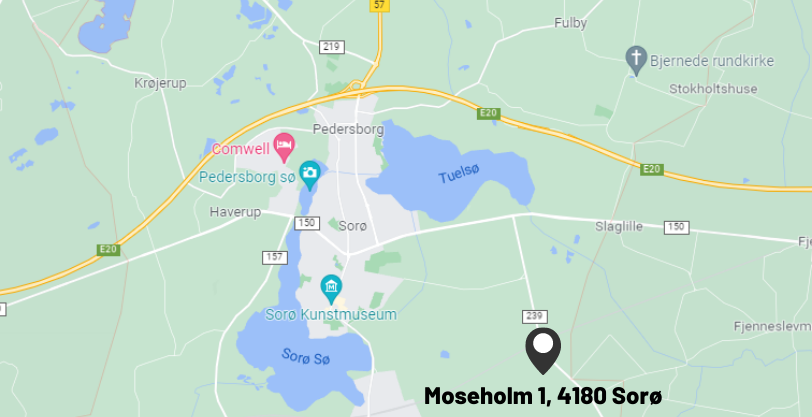 57
Fulby
219
Bjernede rundkirke
Krøjerup
Stokholtshuse
E20
Pedersborg
Comwell
E20
Tuelsø
Pedersborg sø
Haverup
150
Sorø
Slaglille
150
E20
157
Sorø Kunstmuseum
239
Fjenneslevm
Sorø Sø
Moseholm 1, 4180 Sorø